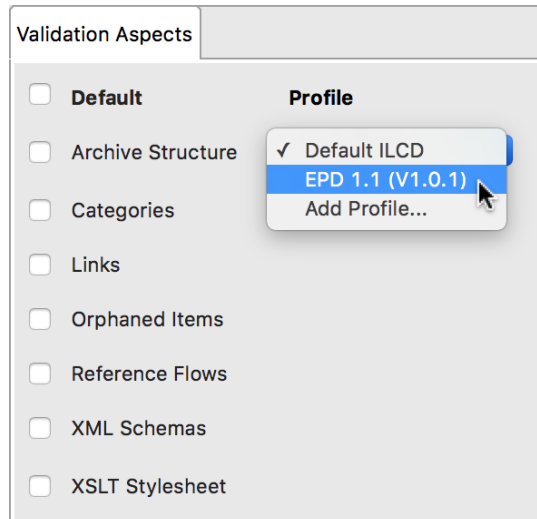 Validation Aspects
Default Profile
Archive Structure ✓ Default ILCD
EPD 1.1 (V1.0.1)
Categories Add Profile...
Links
Orphaned Items
Reference Flows
XML Schemas
XSLT Stylesheet